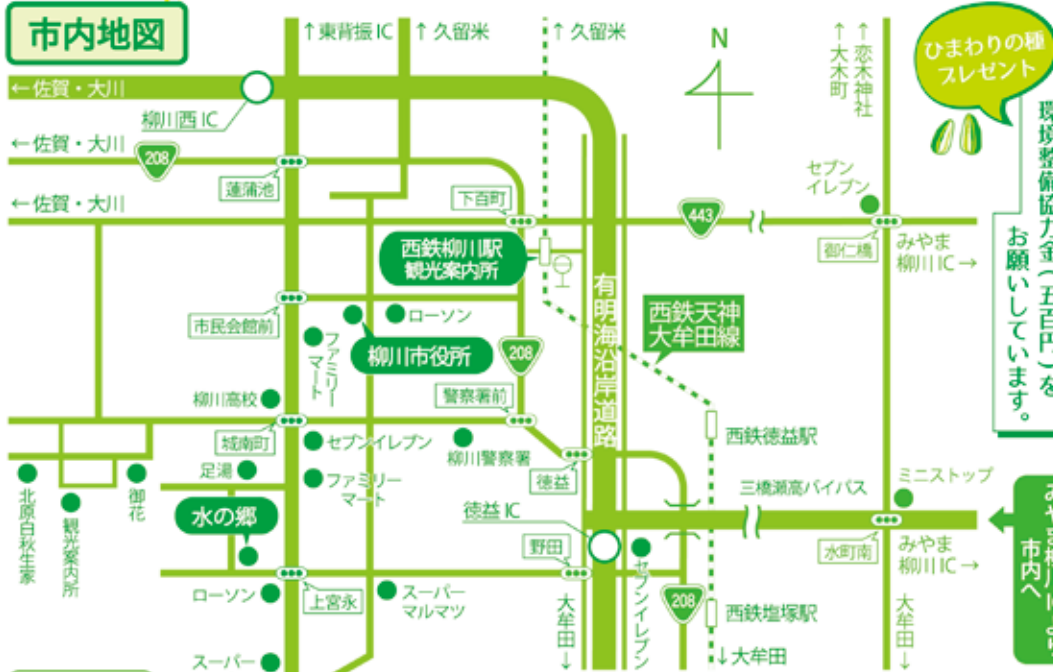 市内地図
↑東背振IC
↑久留米
↑久留米
N
↑恋木神社
↑大木町
ひまわりの種
プレゼント
環境整備協力金(五百円)を
お願いしています。
←佐賀・大川
柳川西IC
←佐賀・大川
208
蓮蒲池
←佐賀・大川
下百町
443
セブン
イレブン
御仁橋
みやま
柳川IC→
西鉄柳川駅
観光案内所
有明海沿岸道路
西鉄天神
大牟田線
市民会館前
ローソン
ファミリー
マート
柳川市役所
208
柳川高校
警察署前
城南町
セブンイレブン
柳川警察署
徳益
西鉄徳益駅
足湯
ファミリー
マート
北原白秋生家
観光案内所
御花
水の郷
徳益IC
三橋瀬高バイパス
ミニストップ
水町南
みやま
柳川IC→
市内へ
野田
セブンイレブン
ローソン
上宮永
スーパー
マルマツ
大牟田↓
208
西鉄塩塚駅
↓大牟田
大牟田↓
スーパー